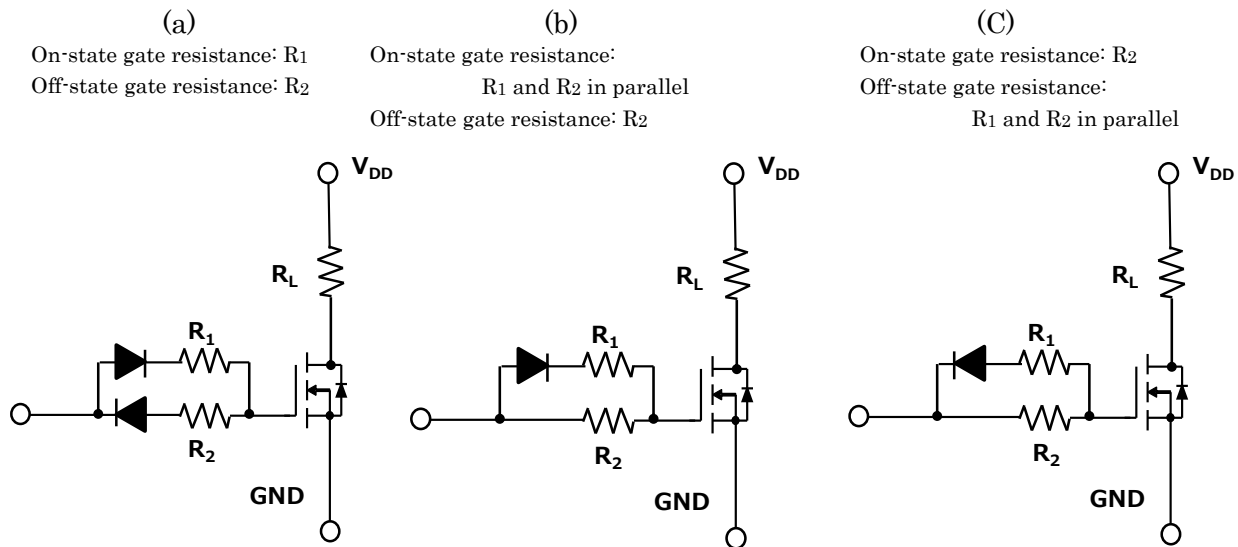 (a)
On-state gate resistance: R1
Off-state gate resistance: R2
VDD
RL
R1
R2
GND
(b)
On-state gate resistance:
R1 and R2 in parallel
Off-state gate resistance: R2
VDD
RL
R1
R2
GND
(C)
On-state gate resistance: R2
Off-state gate resistance:
R1 and R2 in parallel
VDD
RL
R1
R2
GND